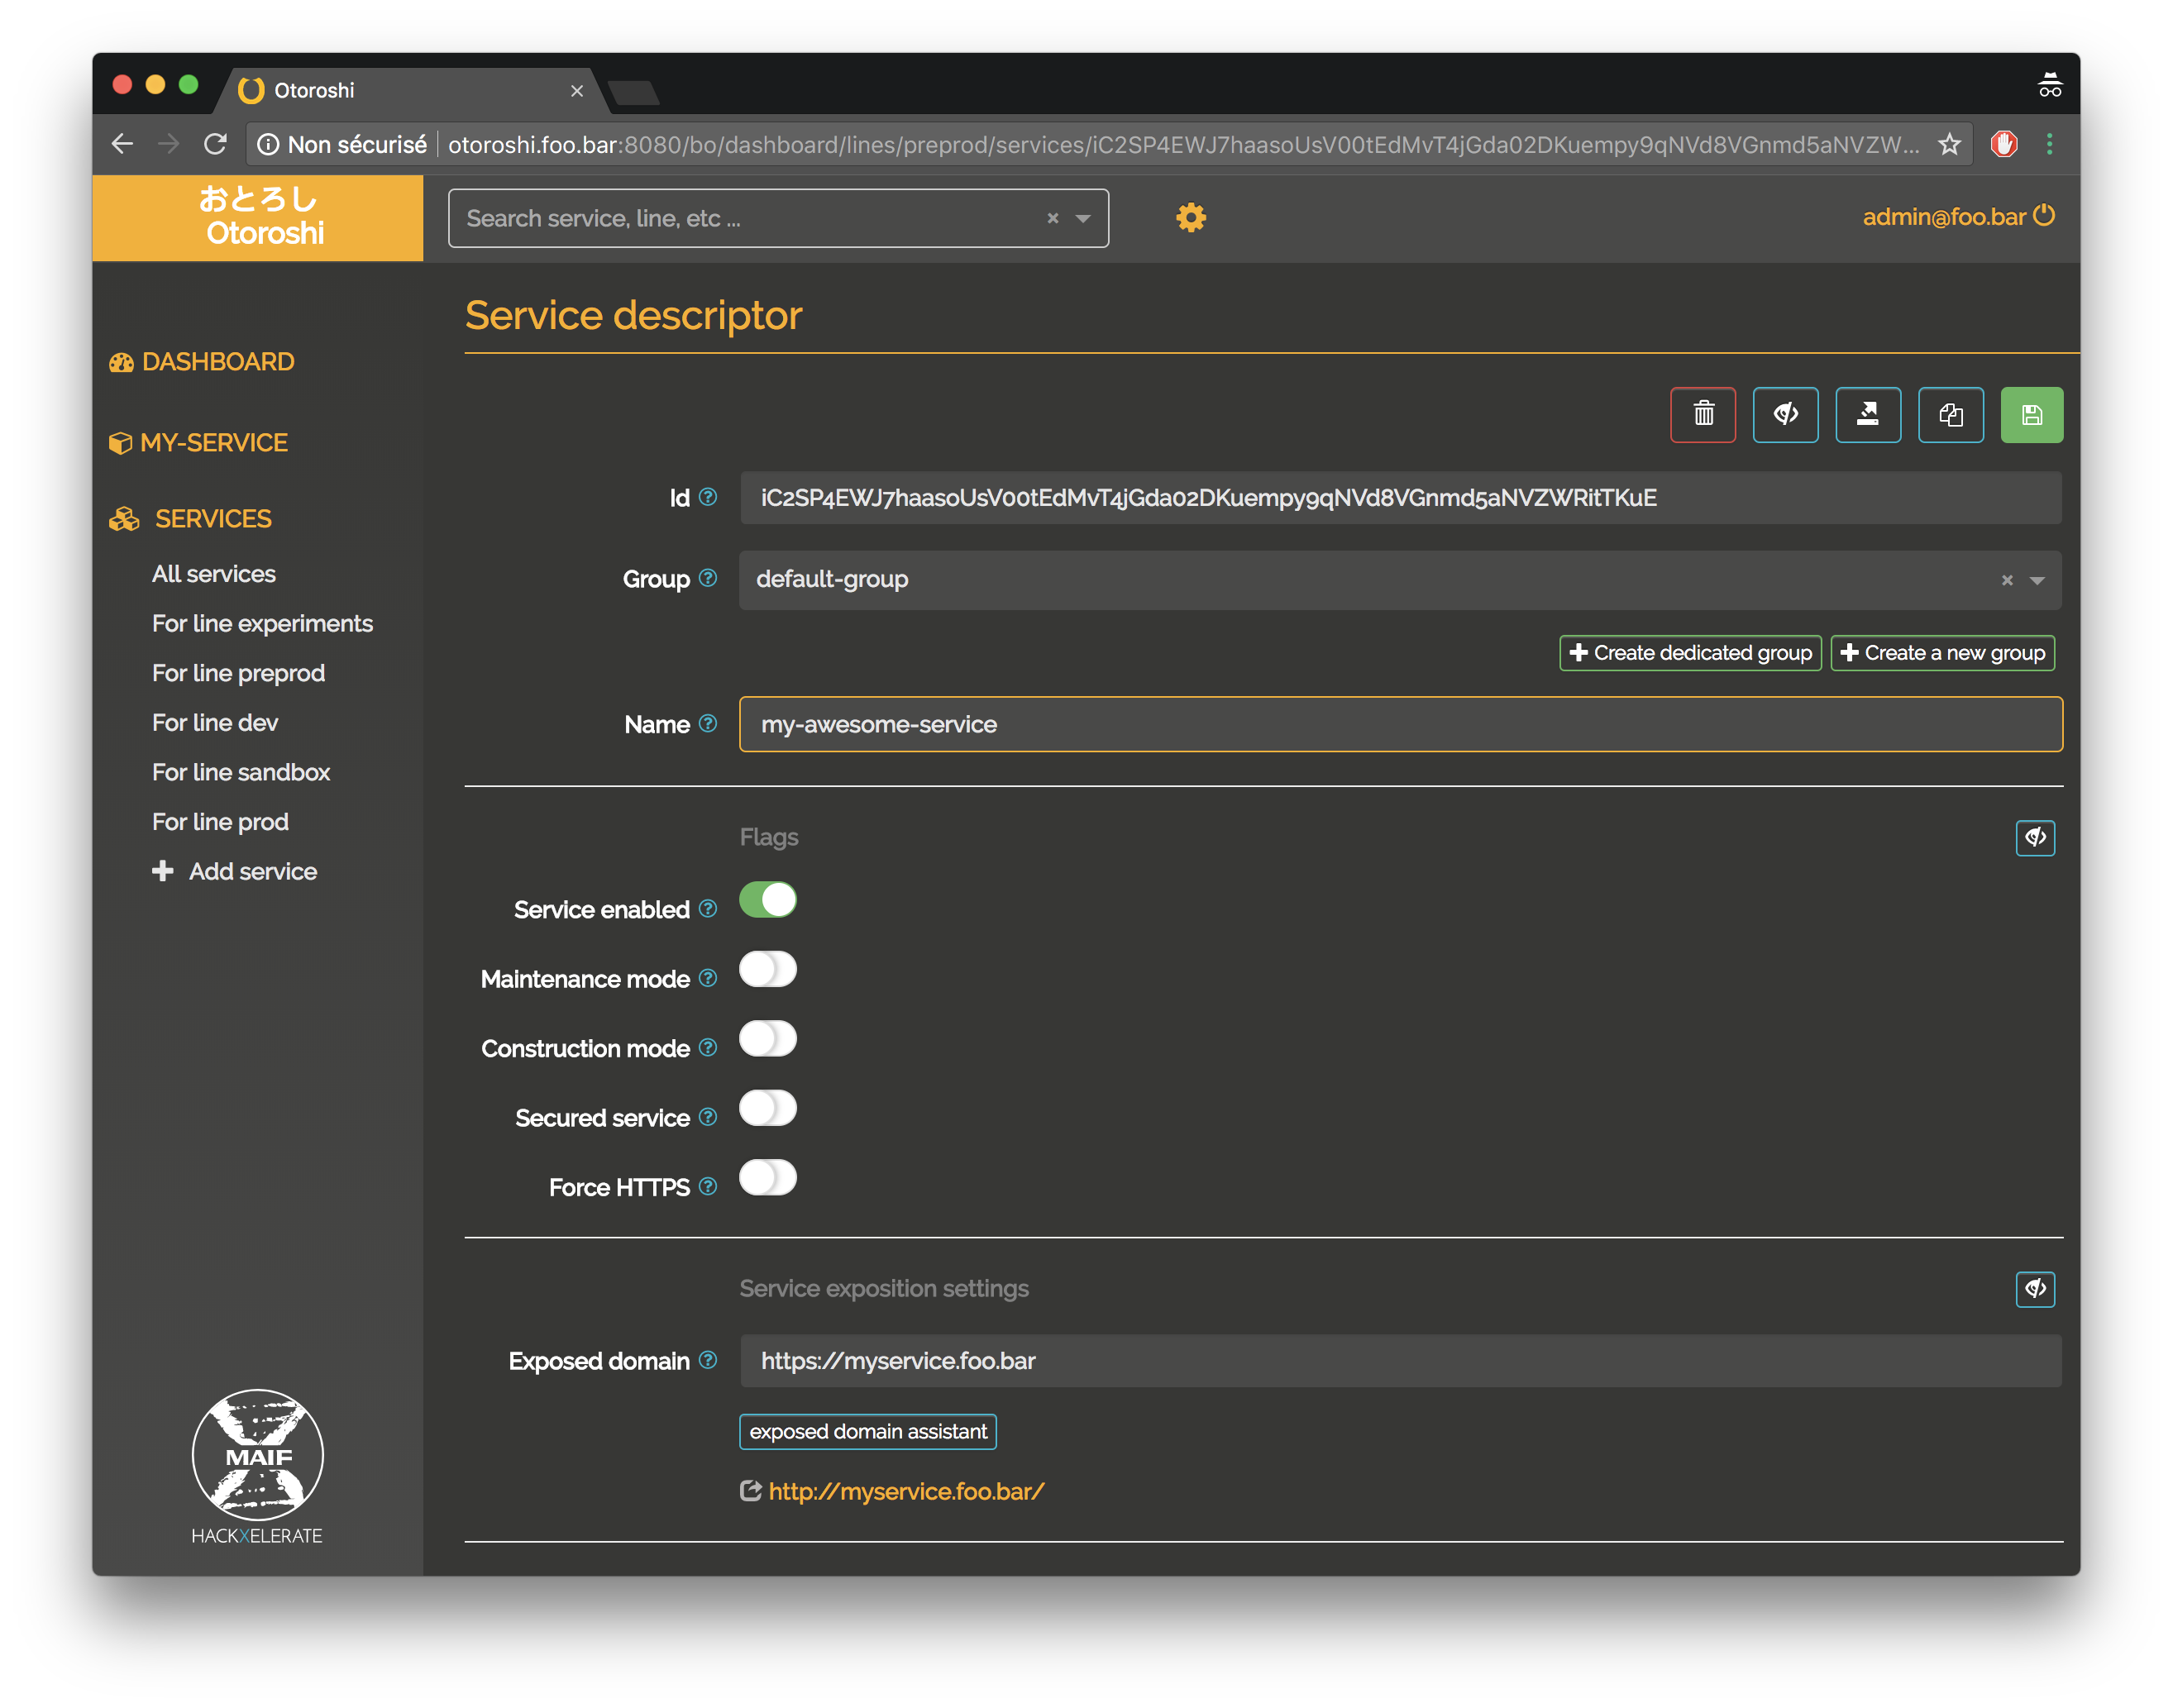 Otoroshi
Non sécurisé otoroshi.foo.bar:8080/bo/dashboard/lines/preprod/services/iC2SP4EWJ7haasoUsV00tEdMvT4jGda02DKuempy9qNVd8VGnmd5aNVZW...
おとろし
Otoroshi
Search service, line, etc ...
admin@foo.bar
Service descriptor
DASHBOARD
MY-SERVICE
SERVICES
All services
For line experiments
For line preprod
For line dev
For line sandbox
For line prod
Add service
MAIF
HACKXELERATE
Id iC2SP4EWJ7haasoUsV00tEdMvT4jGda02DKuempy9qNVd8VGnmd5aNVZWRitTKuE
Group default-group
Create dedicated group Create a new group
Name my-awesome-service
Flags
Service enabled
Maintenance mode
Construction mode
Secured service
Force HTTPS
Service exposition settings
Exposed domain https://myservice.foo.bar
exposed domain assistant
http://myservice.foo.bar/